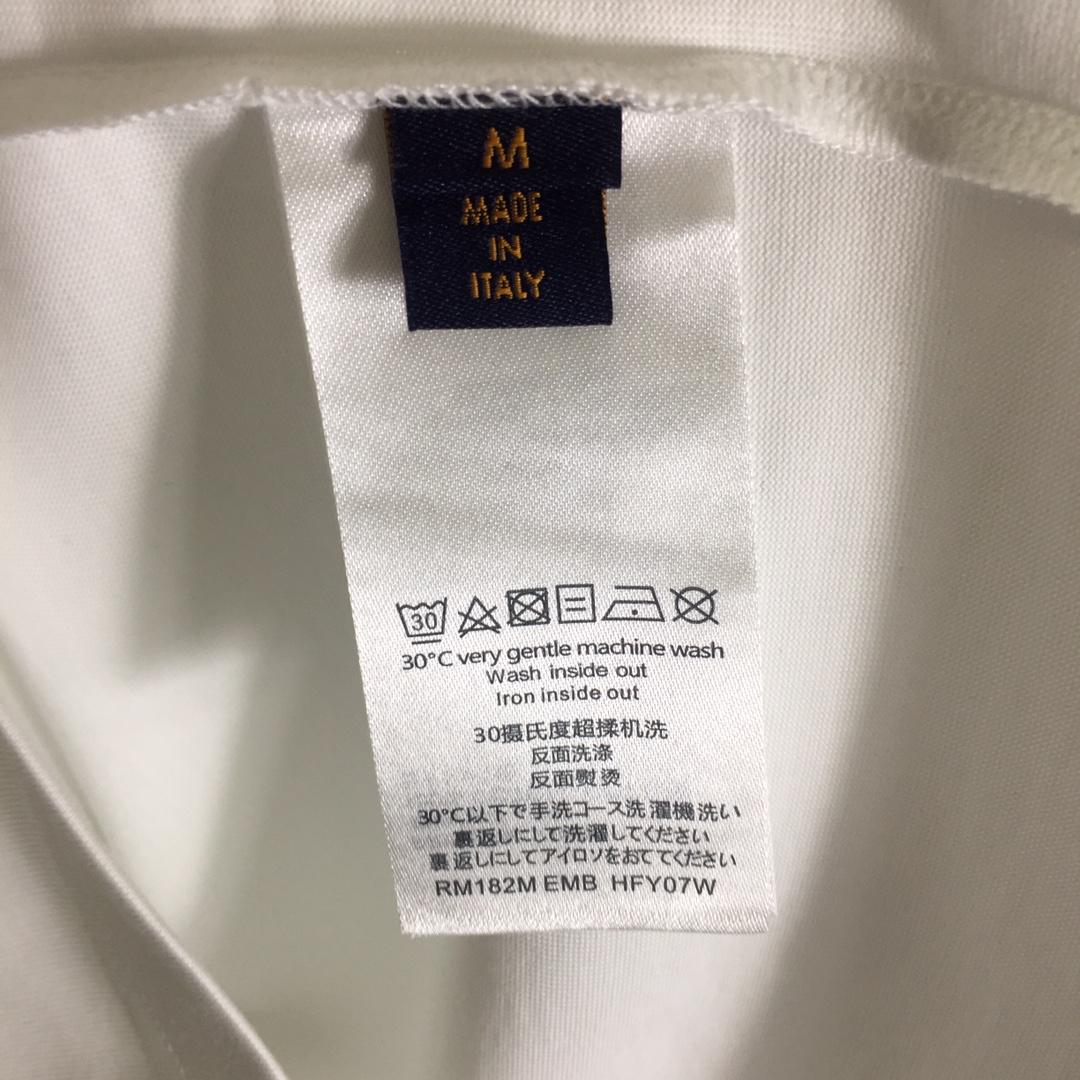 M
MADE
IN
ITALY
30
30°C very gentle machine wash
Wash inside out
Iron inside out
30摄氏度超揉机洗
反面洗涤
反面熨烫
30°C以下で手洗コース洗濯機洗い
裏返しにして洗濯してください
裏返しにしてアイロソをおててください
RM182M EMB HFY07W